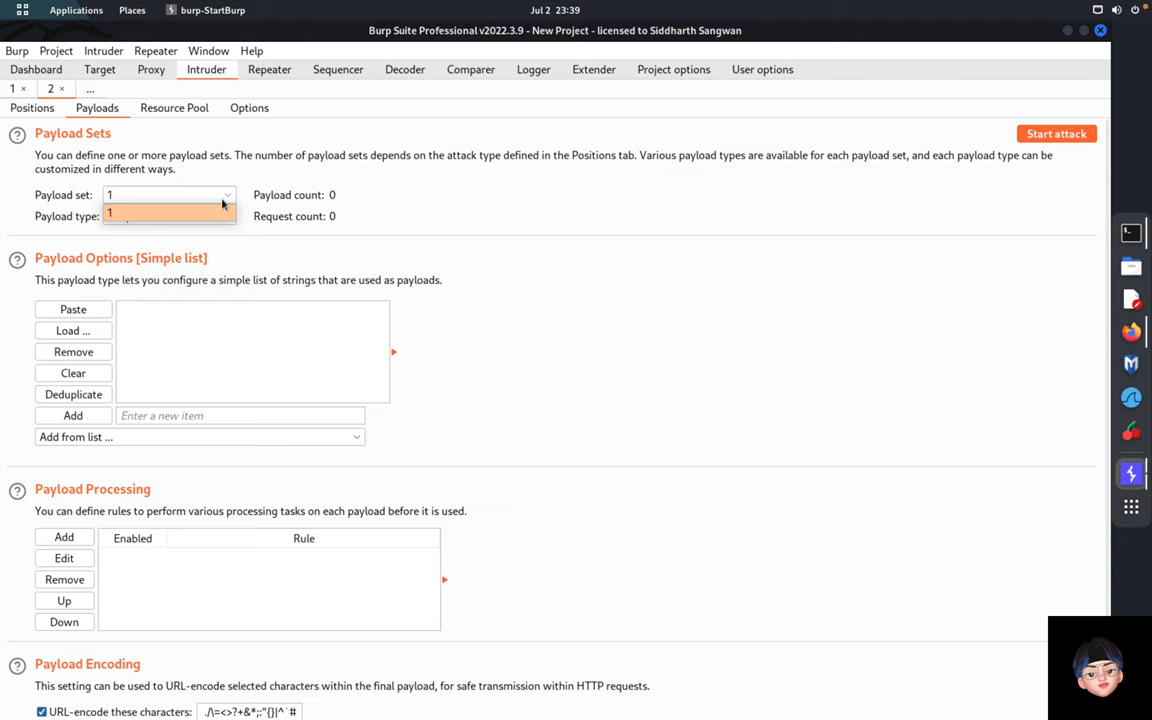 Applications Places burp-StartBurp Jul 2 23:39
Burp Suite Professional v2022.3.9 - New Project - licensed to Siddharth Sangwan
Burp Project Intruder Repeater Window Help
Dashboard Target Proxy Intruder Repeater Sequencer Decoder Comparer Logger Extender Project options User options
1 × 2 × ...
Positions Payloads Resource Pool Options
? Payload Sets Start attack
You can define one or more payload sets. The number of payload sets depends on the attack type defined in the Positions tab. Various payload types are available for each payload set, and each payload type can be
customized in different ways.
Payload set: 1 Payload count: 0
1
Payload type: Request count: 0
? Payload Options [Simple list]
This payload type lets you configure a simple list of strings that are used as payloads.
Paste
Load ...
Remove
Clear
Deduplicate
Add Enter a new item
Add from list ...
? Payload Processing
You can define rules to perform various processing tasks on each payload before it is used.
Add Enabled Rule
Edit
Remove
Up
Down
? Payload Encoding
This setting can be used to URL-encode selected characters within the final payload, for safe transmission within HTTP requests.
URL-encode these characters: ./\=<>?+&*;:"{}|^`#